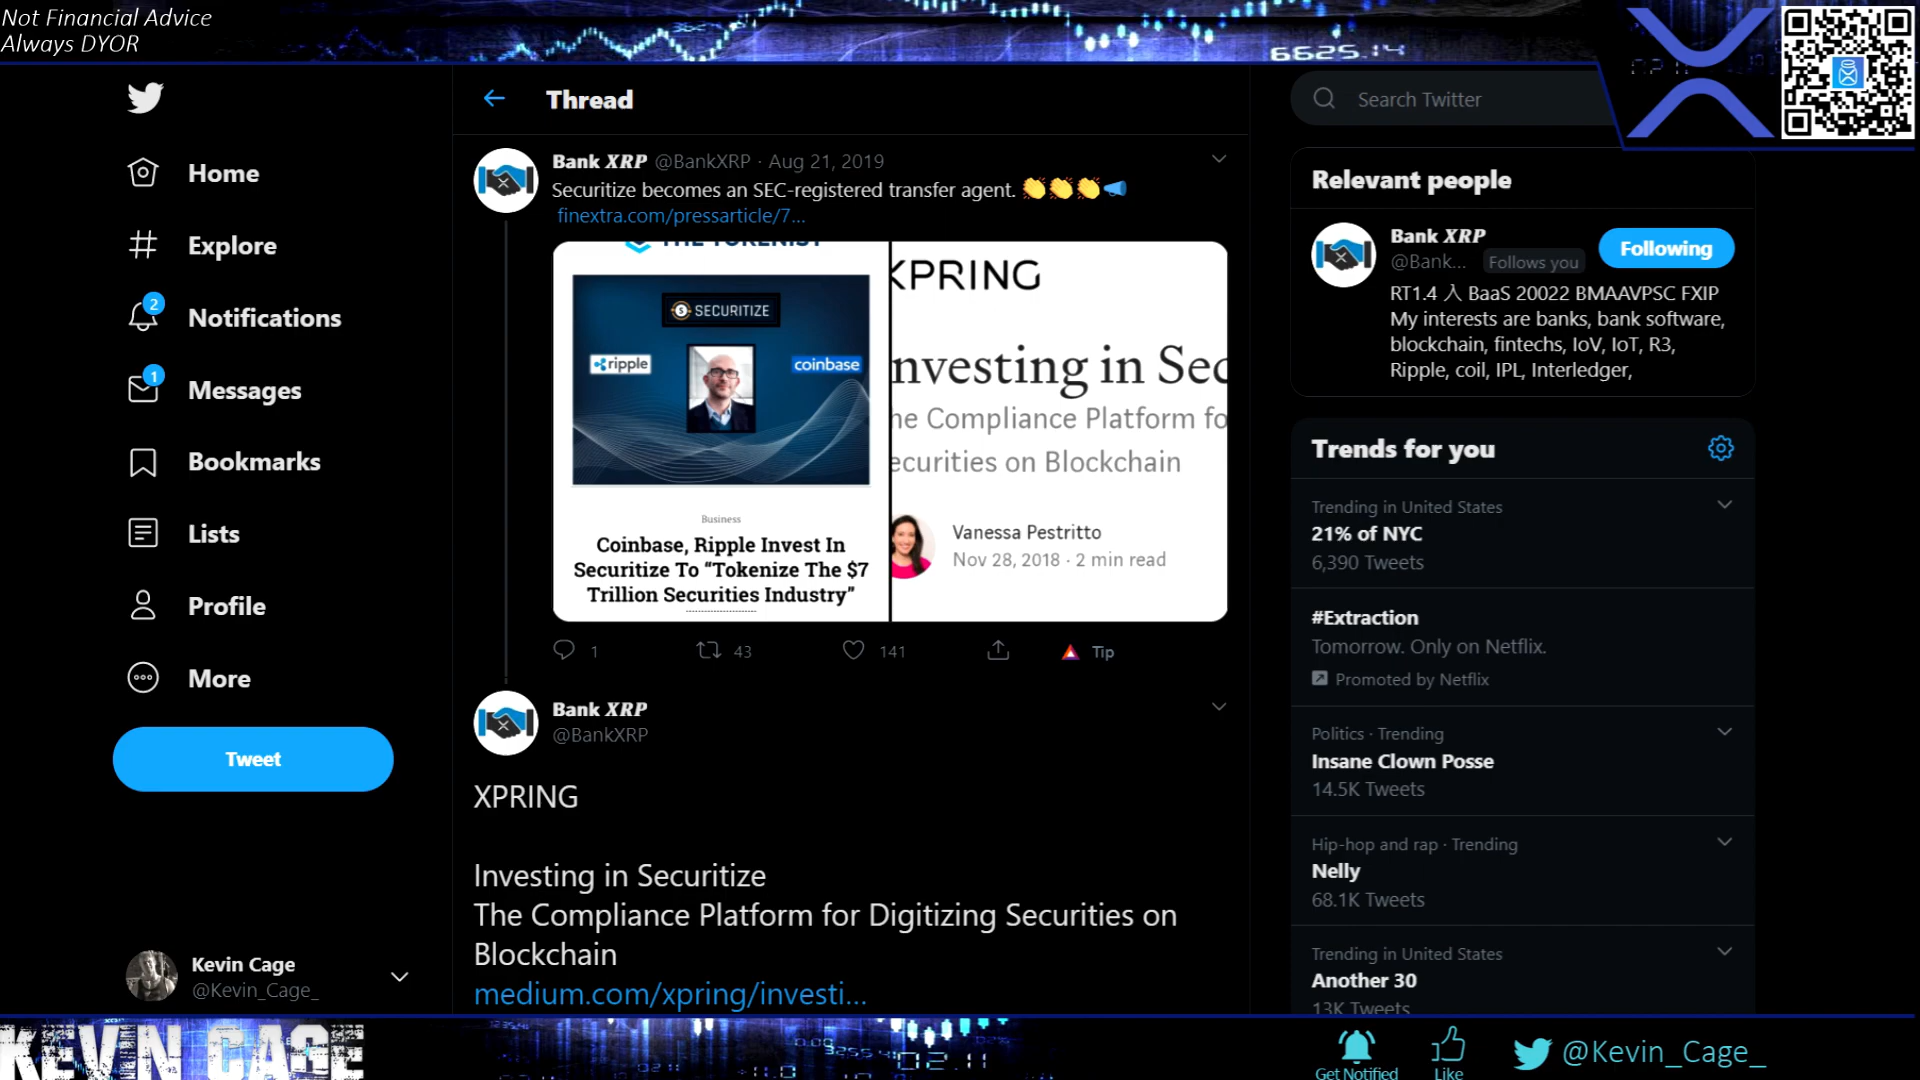 Not Financial Advice
Always DYOR
6625.14
Home
Explore
2
Notifications
1
Messages
Bookmarks
Lists
Profile
More
Tweet
Kevin Cage
@Kevin_Cage_
Thread
Bank XRP @BankXRP · Aug 21, 2019
Securitize becomes an SEC-registered transfer agent.
finextra.com/pressarticle/7...
THE TOKENIST
SECURITIZE
ripple
coinbase
Business
Coinbase, Ripple Invest In
Securitize To “Tokenize The $7
Trillion Securities Industry”
XPRING
nvesting in Sec
he Compliance Platform fo
ecurities on Blockchain
Vanessa Pestritto
Nov 28, 2018 · 2 min read
1
43
141
Tip
Bank XRP
@BankXRP
XPRING
Investing in Securitize
The Compliance Platform for Digitizing Securities on
Blockchain
medium.com/xpring/investi...
Search Twitter
Relevant people
Bank XRP
@Bank... Follows you
Following
RT1.4 入 BaaS 20022 BMAAVPSC FXIP
My interests are banks, bank software,
blockchain, fintechs, IoV, IoT, R3,
Ripple, coil, IPL, Interledger,
Trends for you
Trending in United States
21% of NYC
6,390 Tweets
#Extraction
Tomorrow. Only on Netflix.
Promoted by Netflix
Politics · Trending
Insane Clown Posse
14.5K Tweets
Hip-hop and rap · Trending
Nelly
68.1K Tweets
Trending in United States
Another 30
13K Tweets
KEVIN CAGE
02.11
Get Notified
Like
@Kevin_Cage_